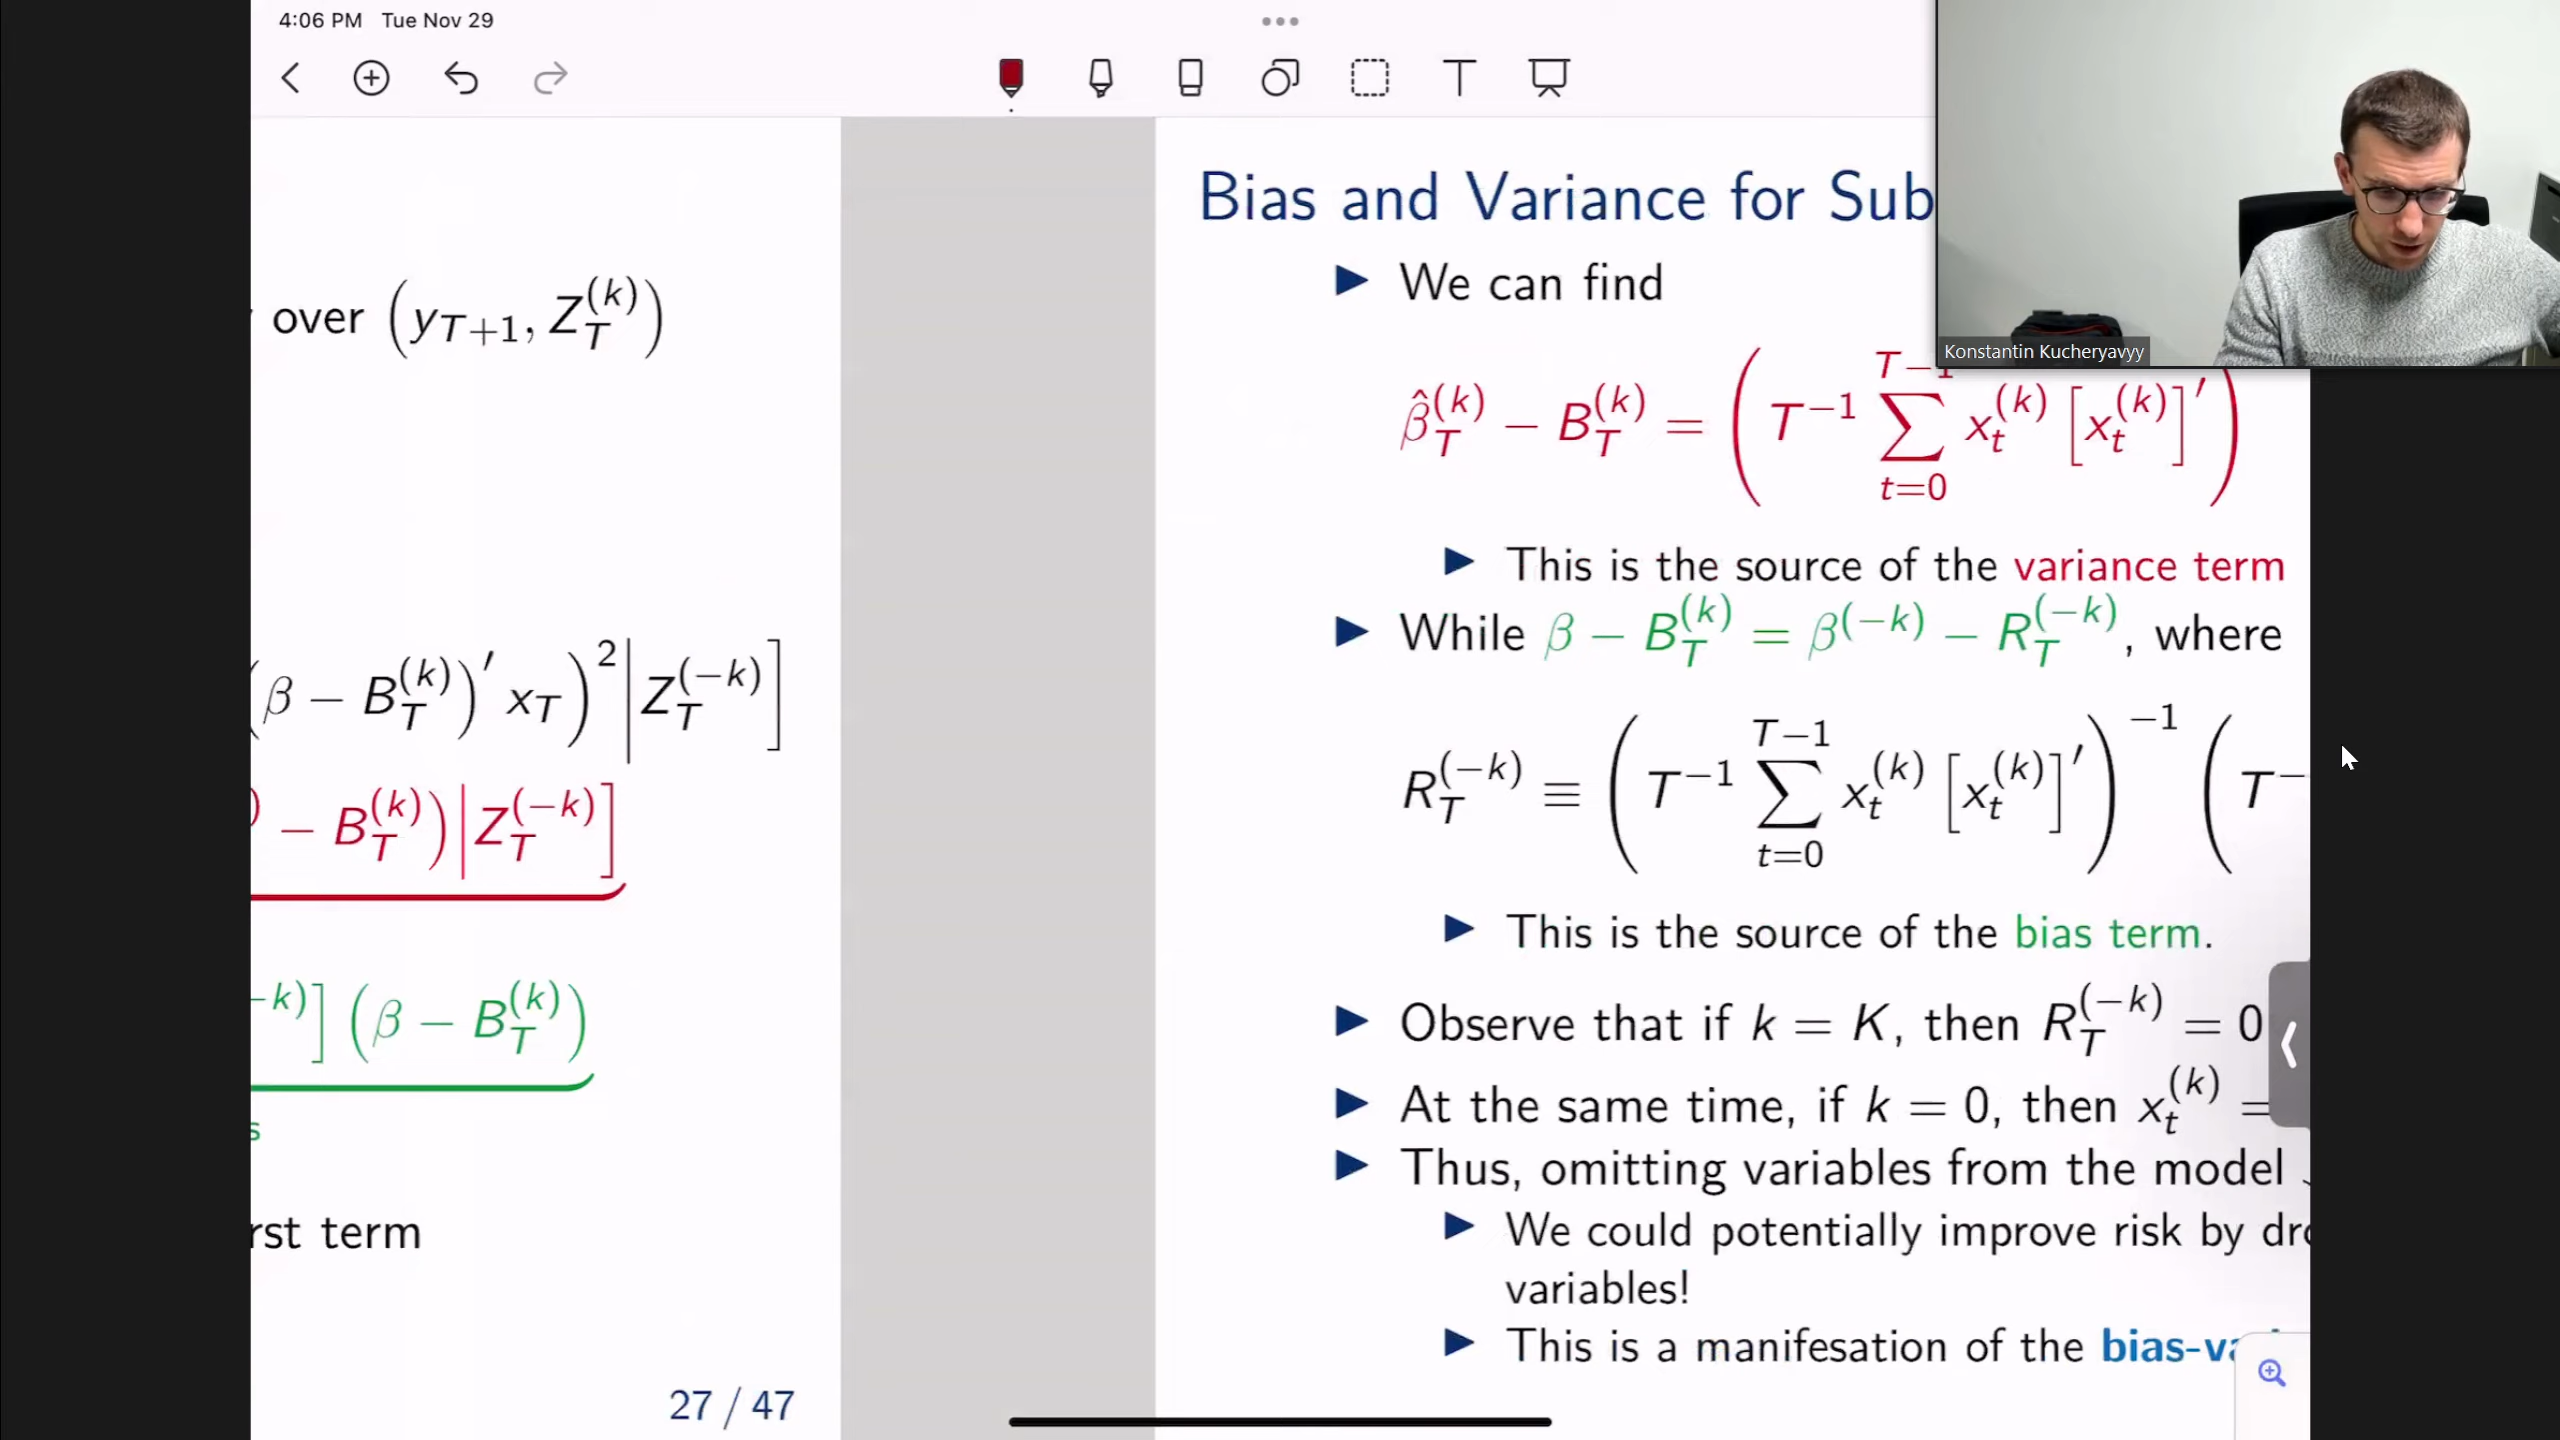 4:06 PM Tue Nov 29
T
over (y_{T+1}, Z_T^{(k)})
(β − B_T^{(k)})′ x_T)² | Z_T^{(−k)}]
) − B_T^{(k)}) | Z_T^{(−k)}]
−k)] (β − B_T^{(k)})
s
rst term
27 / 47
Bias and Variance for Sub
► We can find
β̂_T^{(k)} − B_T^{(k)} = (T^{−1} ∑_{t=0}^{T−1} x_t^{(k)} [x_t^{(k)}]′)
► This is the source of the variance term
► While β − B_T^{(k)} = β^{(−k)} − R_T^{(−k)}, where
R_T^{(−k)} ≡ (T^{−1} ∑_{t=0}^{T−1} x_t^{(k)} [x_t^{(k)}]′)^{−1} (T^−
► This is the source of the bias term.
► Observe that if k = K, then R_T^{(−k)} = 0
► At the same time, if k = 0, then x_t^{(k)} =
► Thus, omitting variables from the model
► We could potentially improve risk by dro
variables!
► This is a manifesation of the bias-va
Konstantin Kucheryavyy